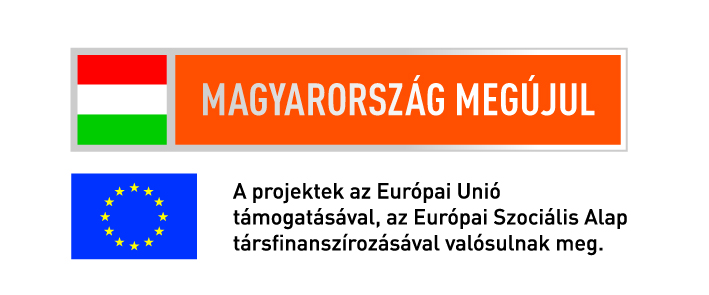 MAGYARORSZÁG MEGÚJUL
A projektek az Európai Unió
támogatásával, az Európai Szociális Alap
társfinanszírozásával valósulnak meg.